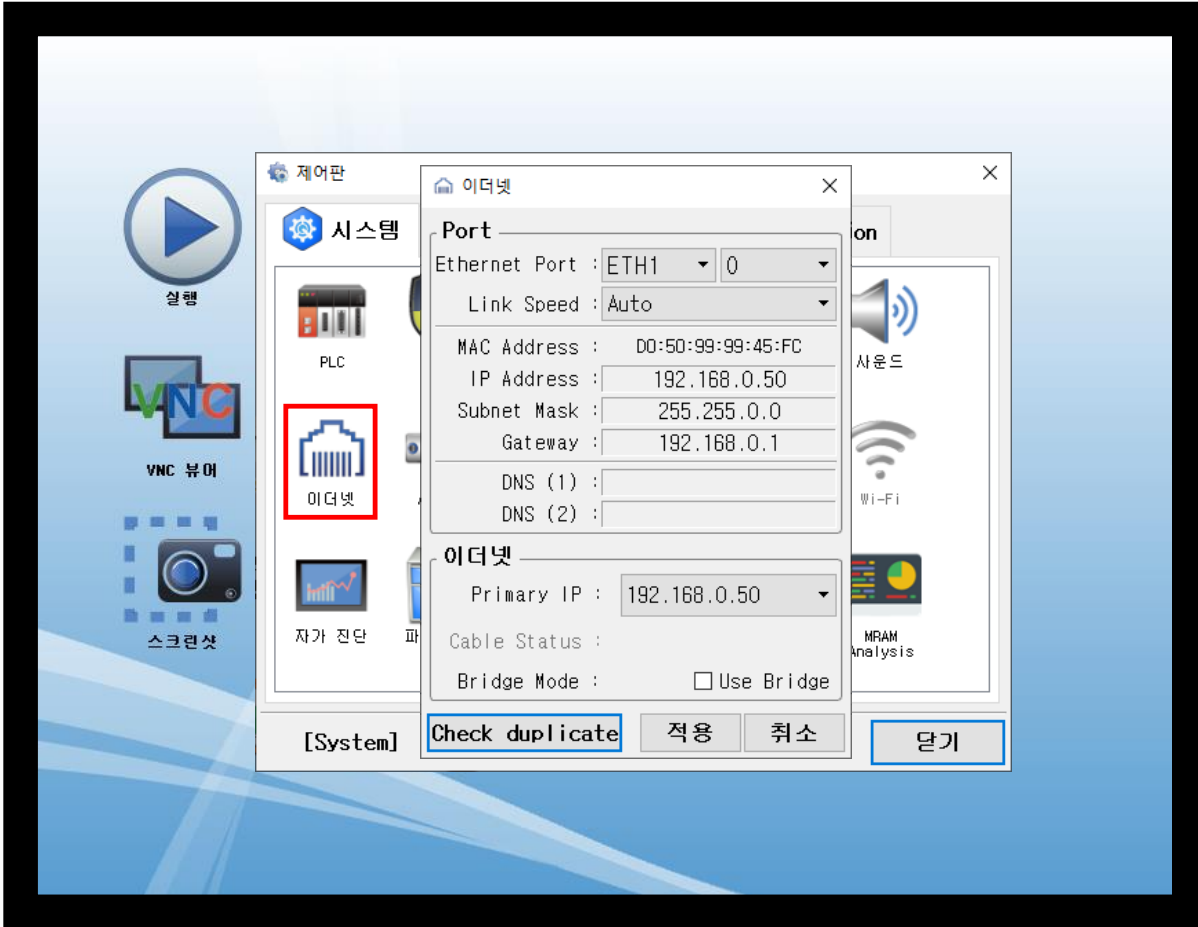 제어판
이더넷
시스템
ion
실행
VNC
VNC 뷰어
스크린샷
PLC
이더넷
자가 진단
파
사운드
Wi-Fi
MRAM
Analysis
Port
Ethernet Port : ETH1 0
Link Speed : Auto
MAC Address : D0:50:99:99:45:FC
IP Address : 192.168.0.50
Subnet Mask : 255.255.0.0
Gateway : 192.168.0.1
DNS (1) :
DNS (2) :
이더넷
Primary IP : 192.168.0.50
Cable Status :
Bridge Mode : Use Bridge
Check duplicate 적용 취소
[System] 닫기